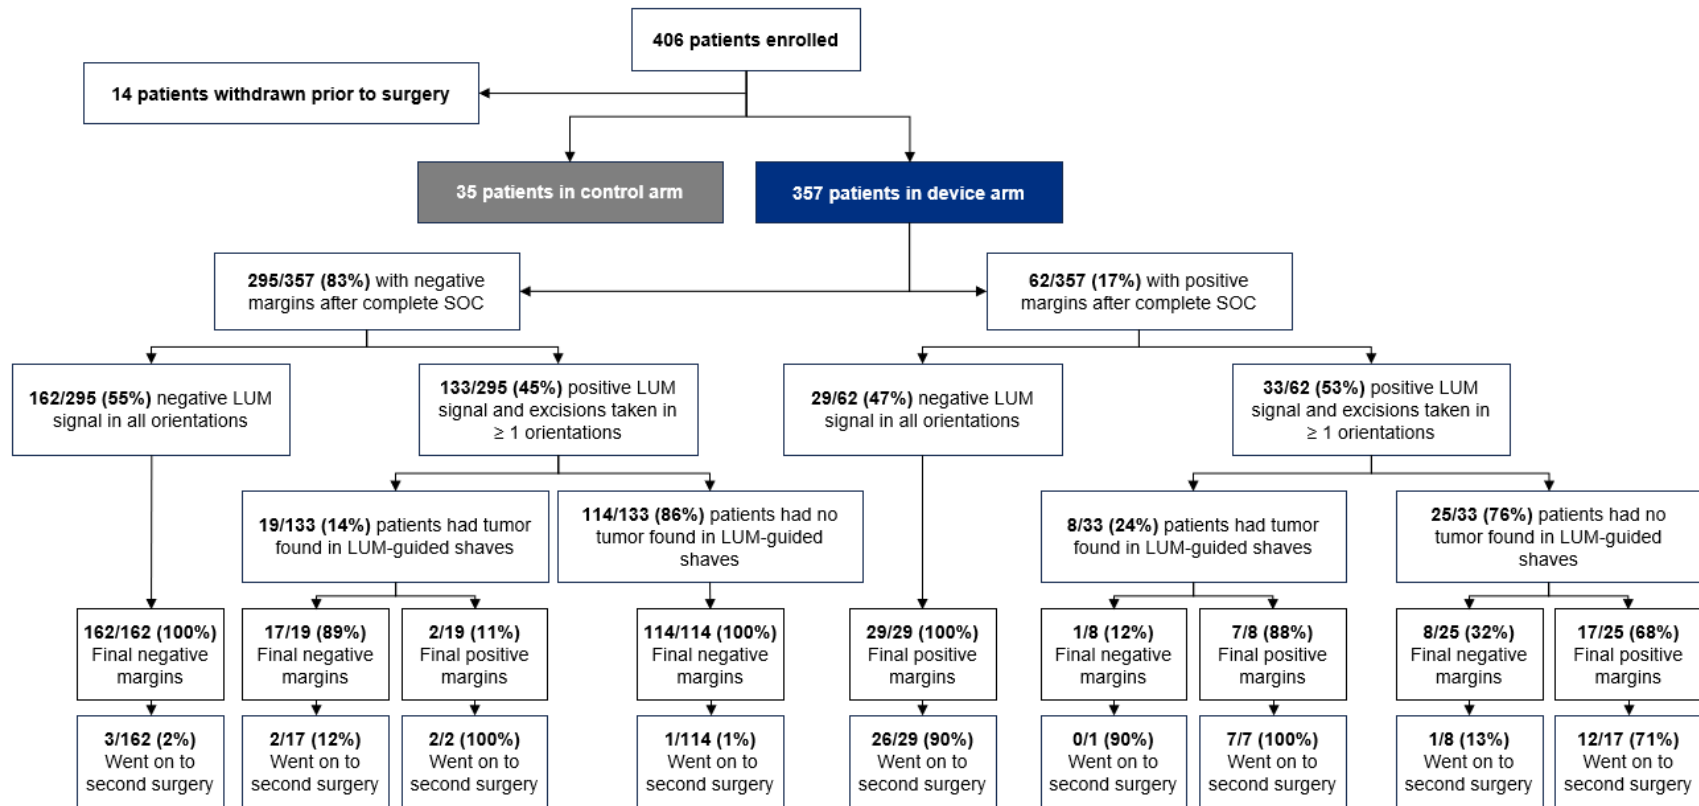 406 patients enrolled
14 patients withdrawn prior to surgery
35 patients in control arm
357 patients in device arm
295/357 (83%) with negative
margins after complete SOC
62/357 (17%) with positive
margins after complete SOC
162/295 (55%) negative LUM
signal in all orientations
133/295 (45%) positive LUM
signal and excisions taken in
≥ 1 orientations
29/62 (47%) negative LUM
signal in all orientations
33/62 (53%) positive LUM
signal and excisions taken in
≥ 1 orientations
19/133 (14%) patients had tumor
found in LUM-guided shaves
114/133 (86%) patients had no
tumor found in LUM-guided
shaves
8/33 (24%) patients had tumor
found in LUM-guided shaves
25/33 (76%) patients had no
tumor found in LUM-guided
shaves
162/162 (100%)
Final negative
margins
17/19 (89%)
Final negative
margins
2/19 (11%)
Final positive
margins
114/114 (100%)
Final negative
margins
29/29 (100%)
Final positive
margins
1/8 (12%)
Final negative
margins
7/8 (88%)
Final positive
margins
8/25 (32%)
Final negative
margins
17/25 (68%)
Final positive
margins
3/162 (2%)
Went on to
second surgery
2/17 (12%)
Went on to
second surgery
2/2 (100%)
Went on to
second surgery
1/114 (1%)
Went on to
second surgery
26/29 (90%)
Went on to
second surgery
0/1 (90%)
Went on to
second surgery
7/7 (100%)
Went on to
second surgery
1/8 (13%)
Went on to
second surgery
12/17 (71%)
Went on to
second surgery